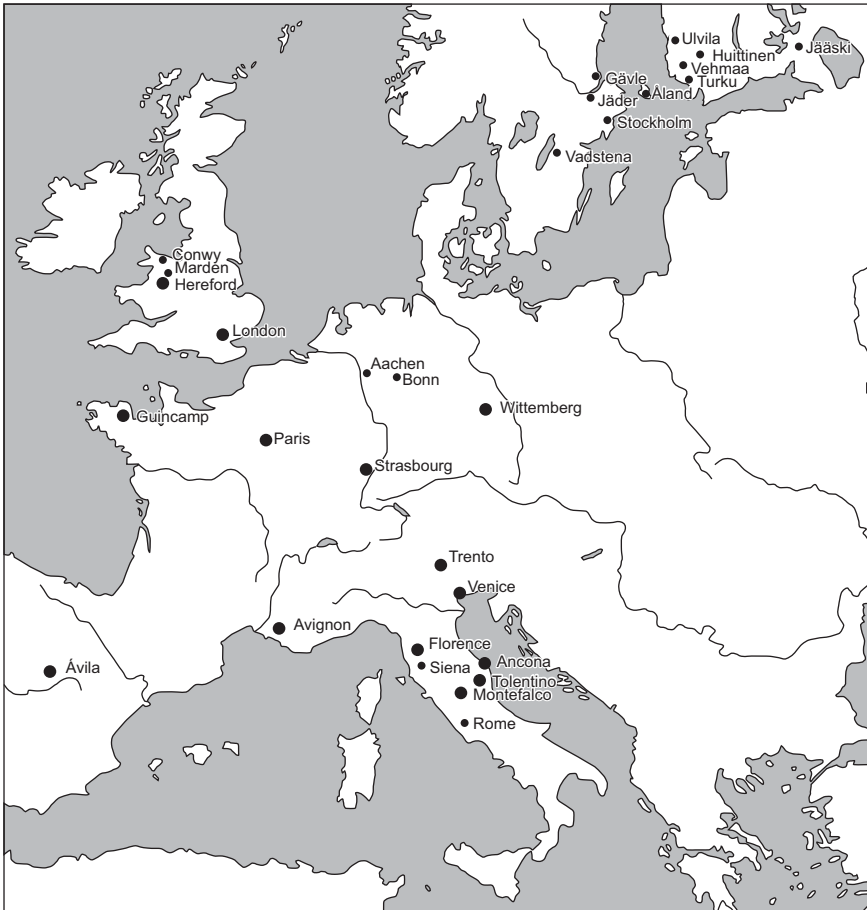 Ulvila
Huittinen
Jääski
Vehmaa
Turku
Gävle
Åland
Jäder
Stockholm
Vadstena
Conwy
Marden
Hereford
London
Aachen
Bonn
Wittemberg
Guincamp
Paris
Strasbourg
Trento
Venice
Avignon
Florence
Ancona
Siena
Ávila
Tolentino
Montefalco
Rome